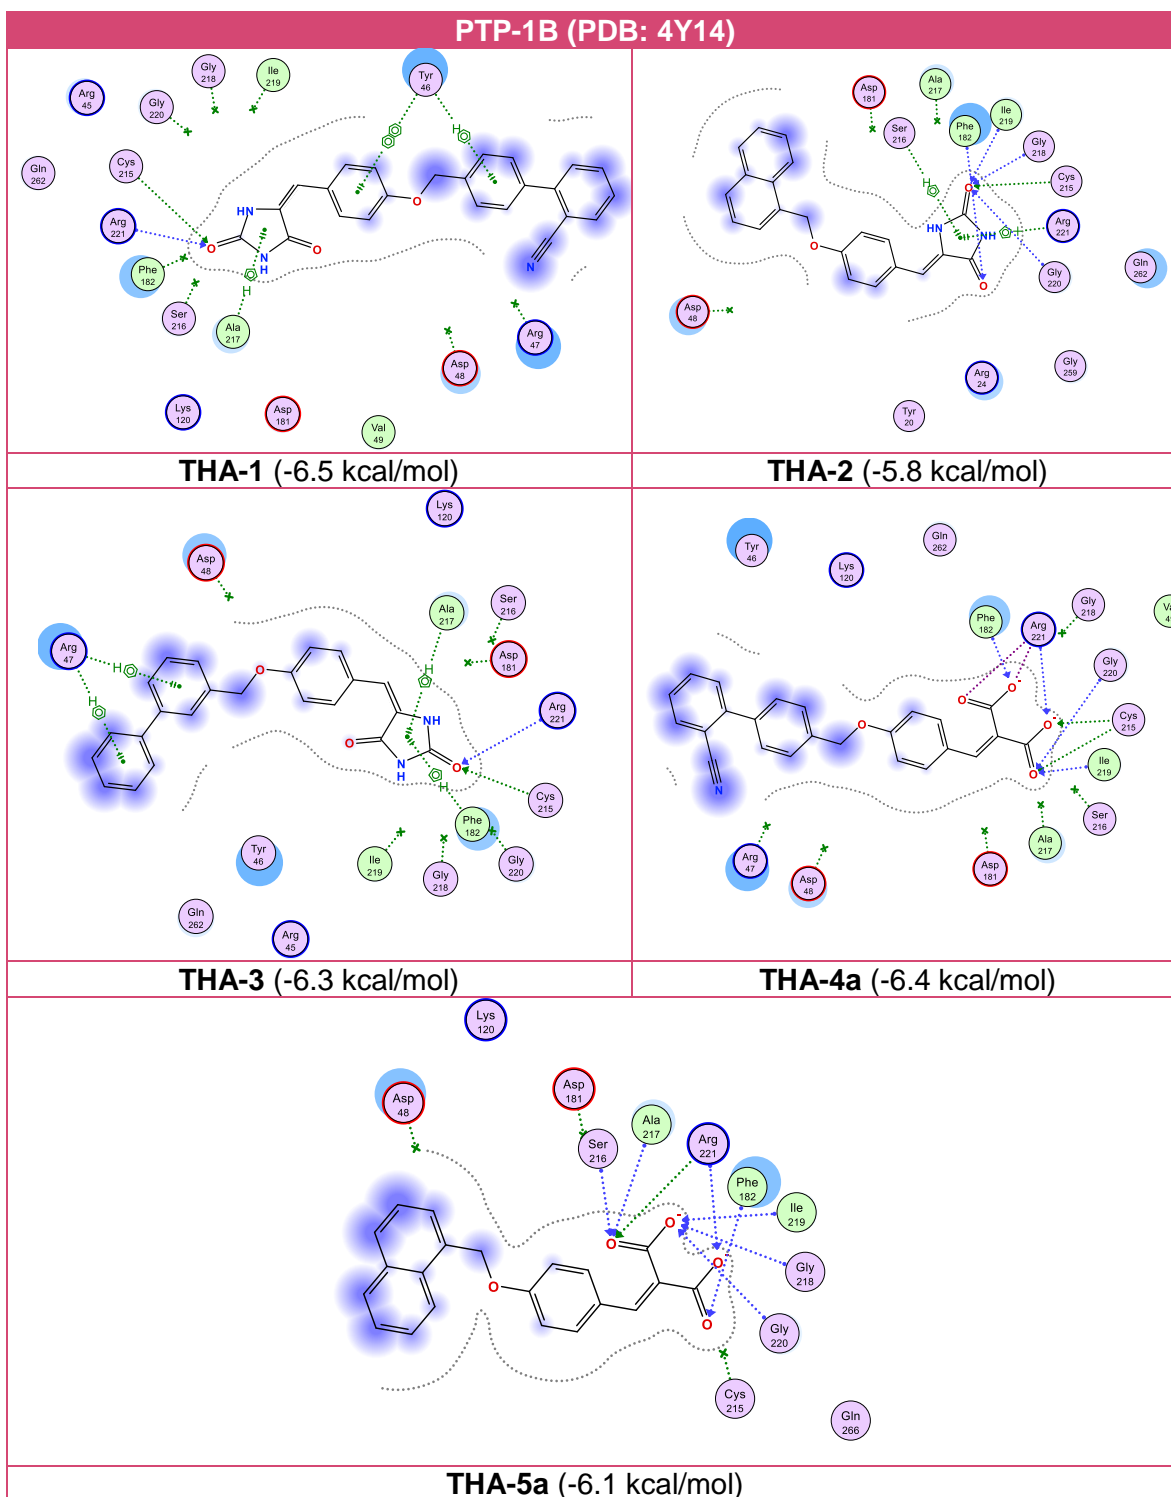 PTP-1B (PDB: 4Y14)
Gly 218
Ile 219
Tyr 46
Arg 45
Gly 220
Gln 262
Cys 215
Arg 221
Phe 182
Ser 216
Ala 217
Lys 120
Asp 181
Val 49
Asp 48
Arg 47
HN
O
N
H
O
O
N
H
H
THA-1 (-6.5 kcal/mol)
Asp 181
Ala 217
Ser 216
Phe 182
Ile 219
Gly 218
Cys 215
Arg 221
Gln 262
Gly 220
Gly 259
Arg 24
Tyr 20
Asp 48
H
O
HN
NH
O
O
THA-2 (-5.8 kcal/mol)
Lys 120
Asp 48
Ala 217
Ser 216
Asp 181
Arg 47
Arg 221
Cys 215
Phe 182
Gly 220
Gly 218
Ile 219
Tyr 46
Gln 262
Arg 45
H
H
O
H
NH
O
N
H
O
H
THA-3 (-6.3 kcal/mol)
Tyr 46
Gln 262
Lys 120
Phe 182
Arg 221
Gly 218
Gly 220
Cys 215
Ile 219
Ser 216
Ala 217
Asp 181
Arg 47
Asp 48
O
O-
O
O-
O
N
THA-4a (-6.4 kcal/mol)
Lys 120
Asp 48
Asp 181
Ser 216
Ala 217
Arg 221
Phe 182
Ile 219
Gly 218
Gly 220
Cys 215
Gln 266
O
O-
O
O-
O
THA-5a (-6.1 kcal/mol)